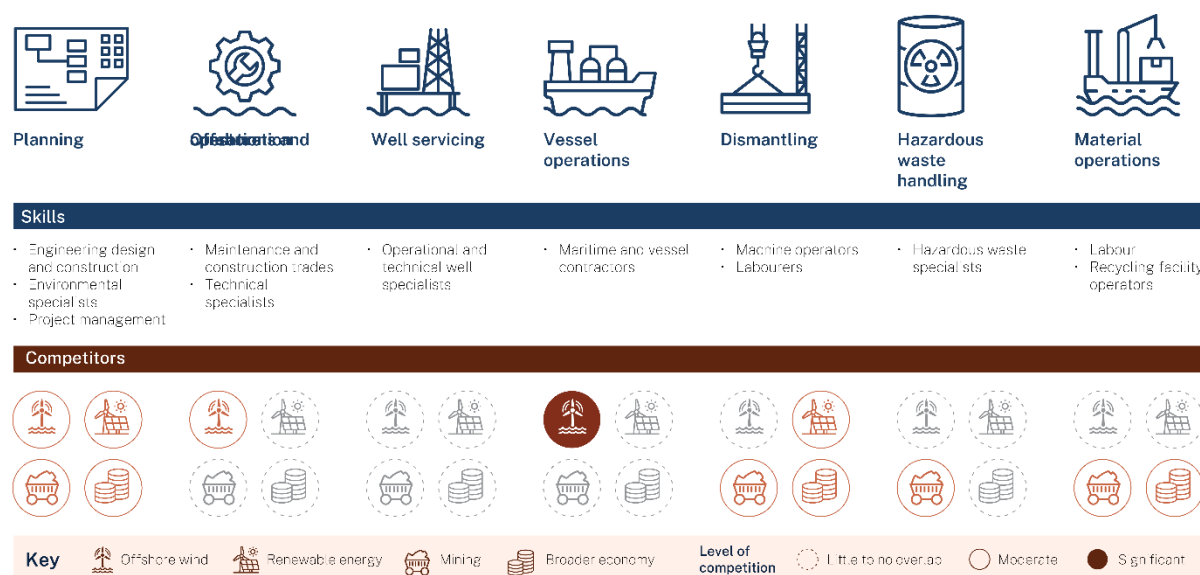 Planning
Well servicing
Vessel
operations
Dismantling
Hazardous
waste
handling
Material
operations
Skills
• Engineering design
and construction
• Environmental
specialists
• Project management
• Maintenance and
construction trades
• Technical
specialists
• Operational and
technical well
specialists
• Maritime and vessel
contractors
• Machine operators
• Labourers
• Hazardous waste
specialists
• Labour
• Recycling facility
operators
Competitors
Key
Offshore wind
Renewable energy
Mining
Broader economy
Level of
competition
Little to no overlap
Moderate
Significant